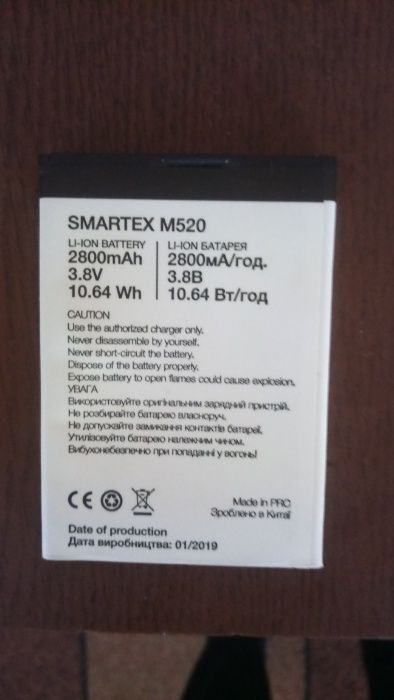 SMARTEX M520
LI-ION BATTERY
2800mAh
3.8V
10.64 Wh
LI-ION БАТАРЕЯ
2800мА/год.
3.8В
10.64 Вт/год
CAUTION
Use the authorized charger only.
Never disassemble by yourself.
Never short-circuit the battery.
Dispose of the battery properly.
Expose battery to open flames could cause explosion.
УВАГА
Використовуйте оригінальним зарядний пристрій.
Не розбирайте батарею власноруч.
Не допускайте замикання контактів батареї.
Утилізовуйте батарею належним чином.
Вибухонебезпечно при попаданні у вогонь!
CE
Made in PRC
Зроблено в Китаї
Date of production
Дата виробництва: 01/2019